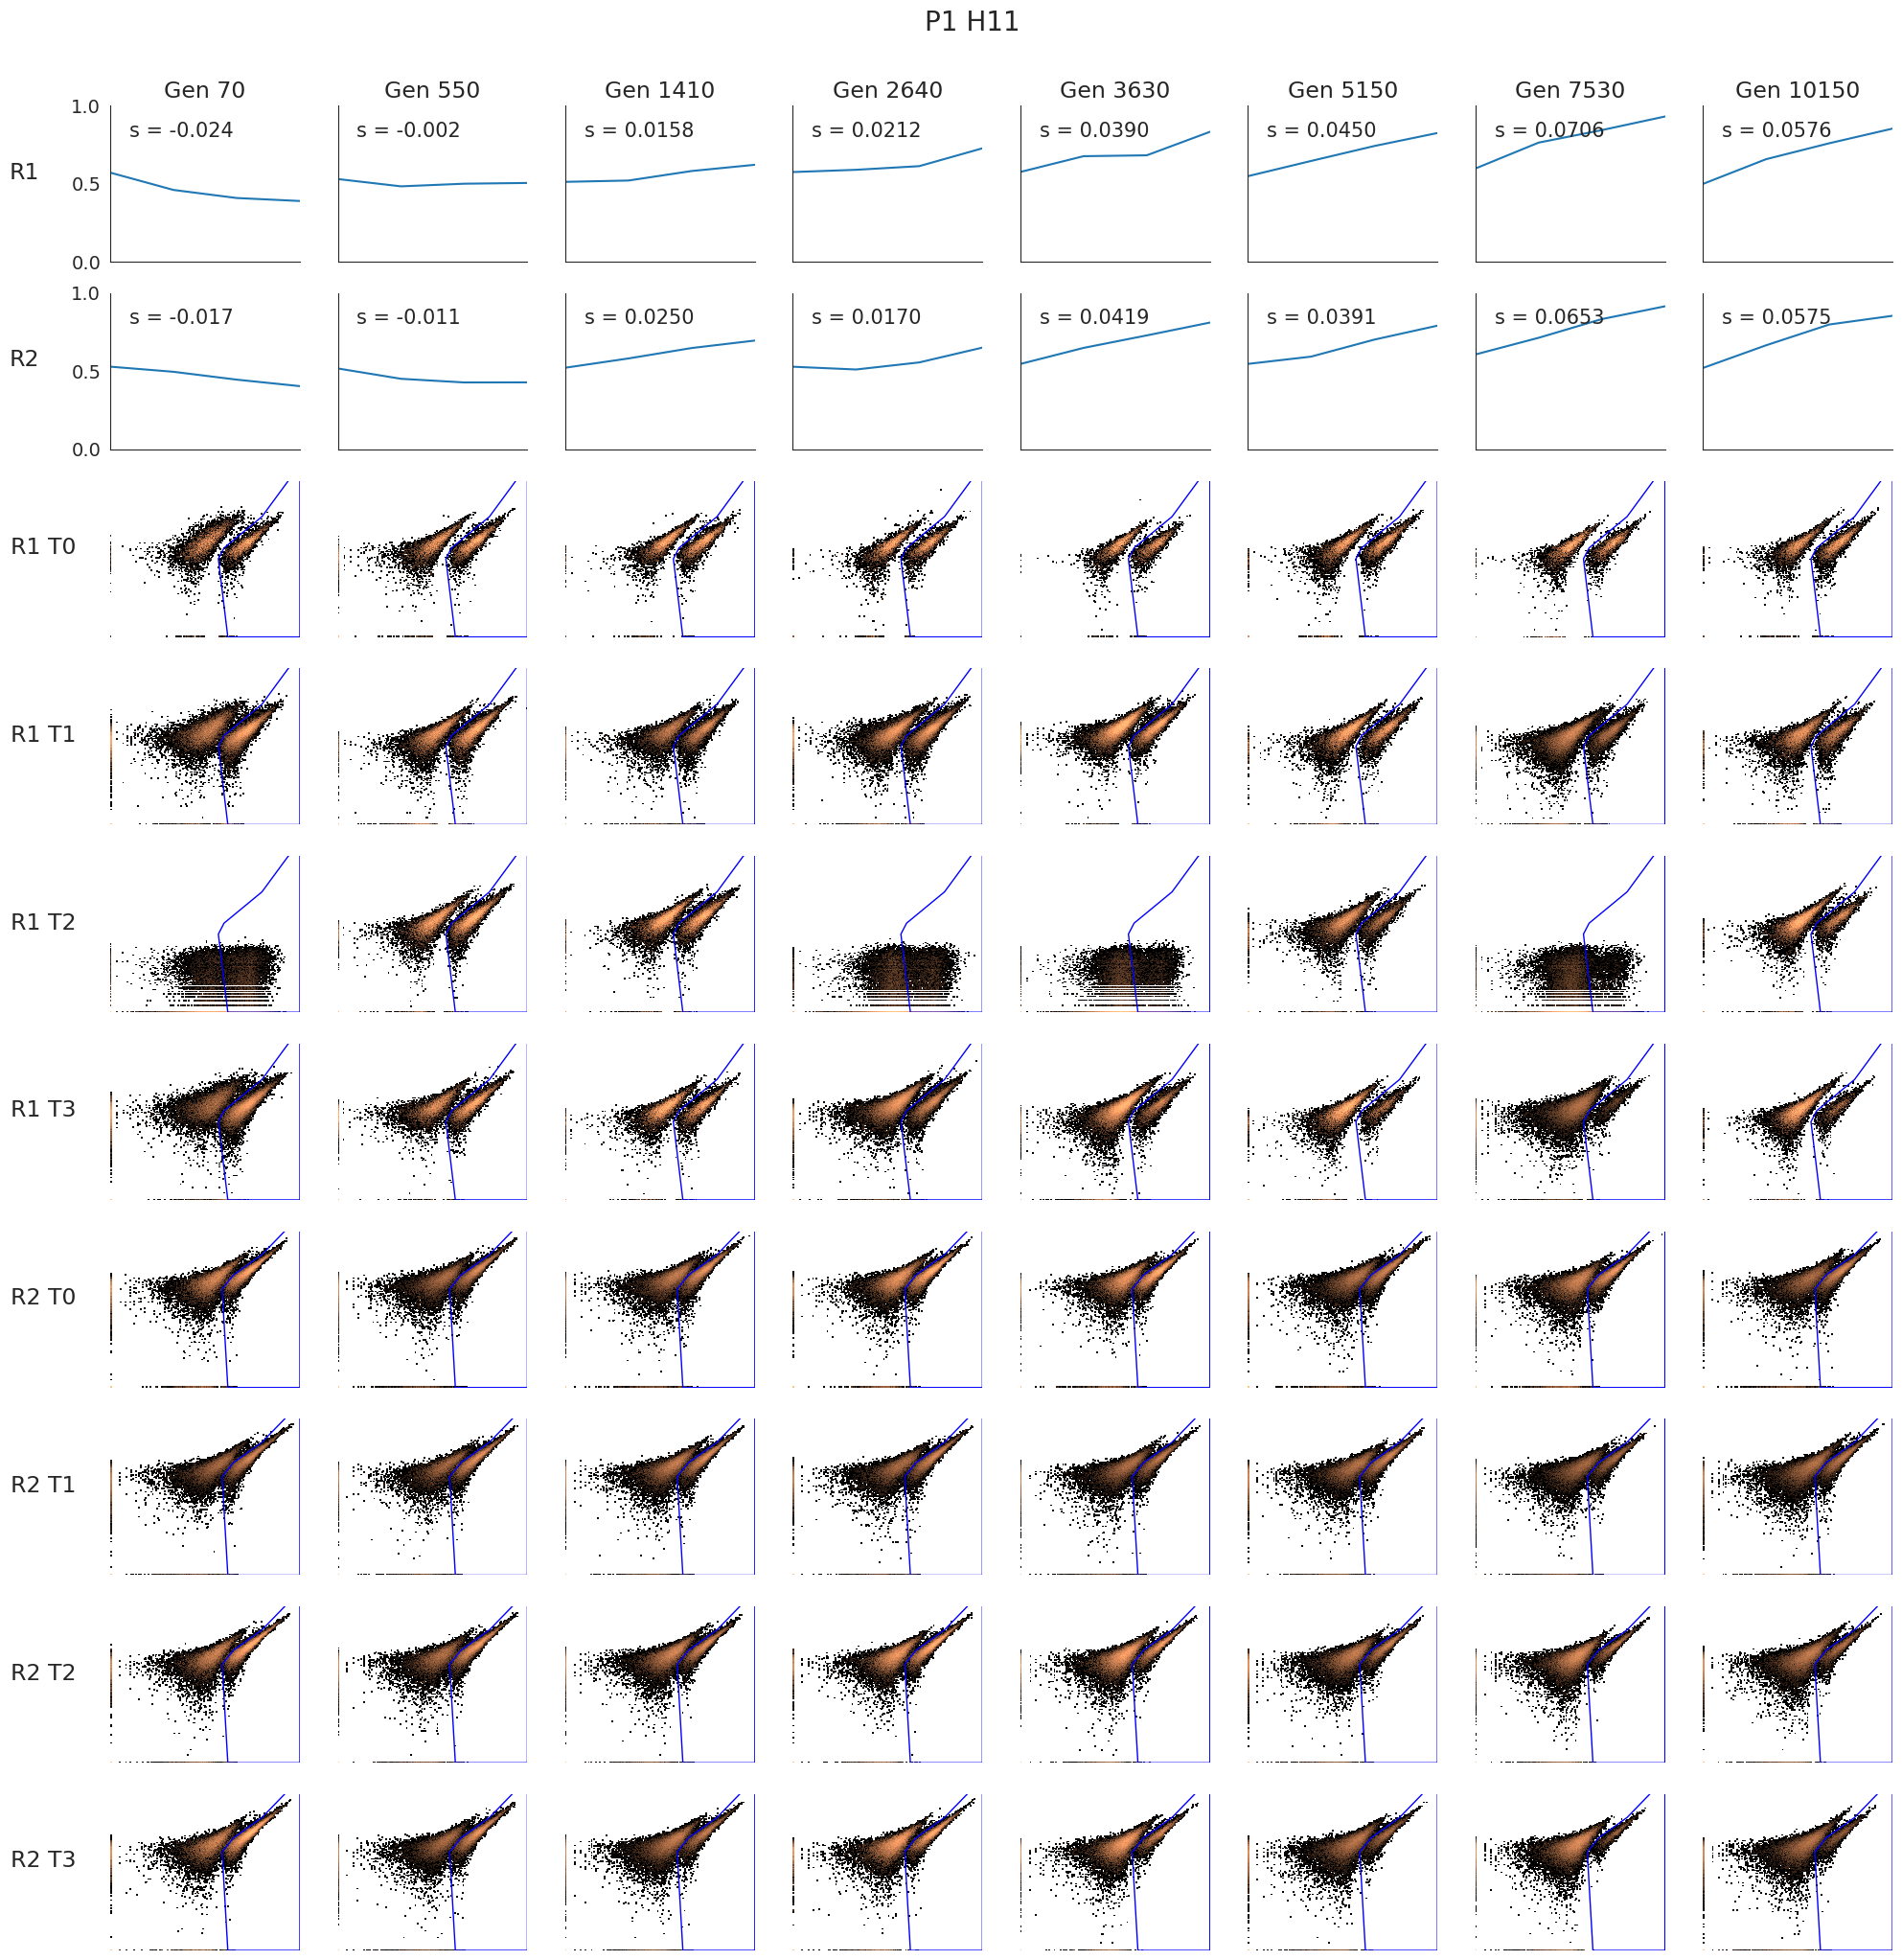 P1 H11
Gen 70 Gen 550 Gen 1410 Gen 2640 Gen 3630 Gen 5150 Gen 7530 Gen 10150
1.0
s = -0.024 s = -0.002 s = 0.0158 s = 0.0212 s = 0.0390 s = 0.0450 s = 0.0706 s = 0.0576
R1
0.5
0.0
1.0
s = -0.017 s = -0.011 s = 0.0250 s = 0.0170 s = 0.0419 s = 0.0391 s = 0.0653 s = 0.0575
R2
0.5
0.0
R1 T0
R1 T1
R1 T2
R1 T3
R2 T0
R2 T1
R2 T2
R2 T3